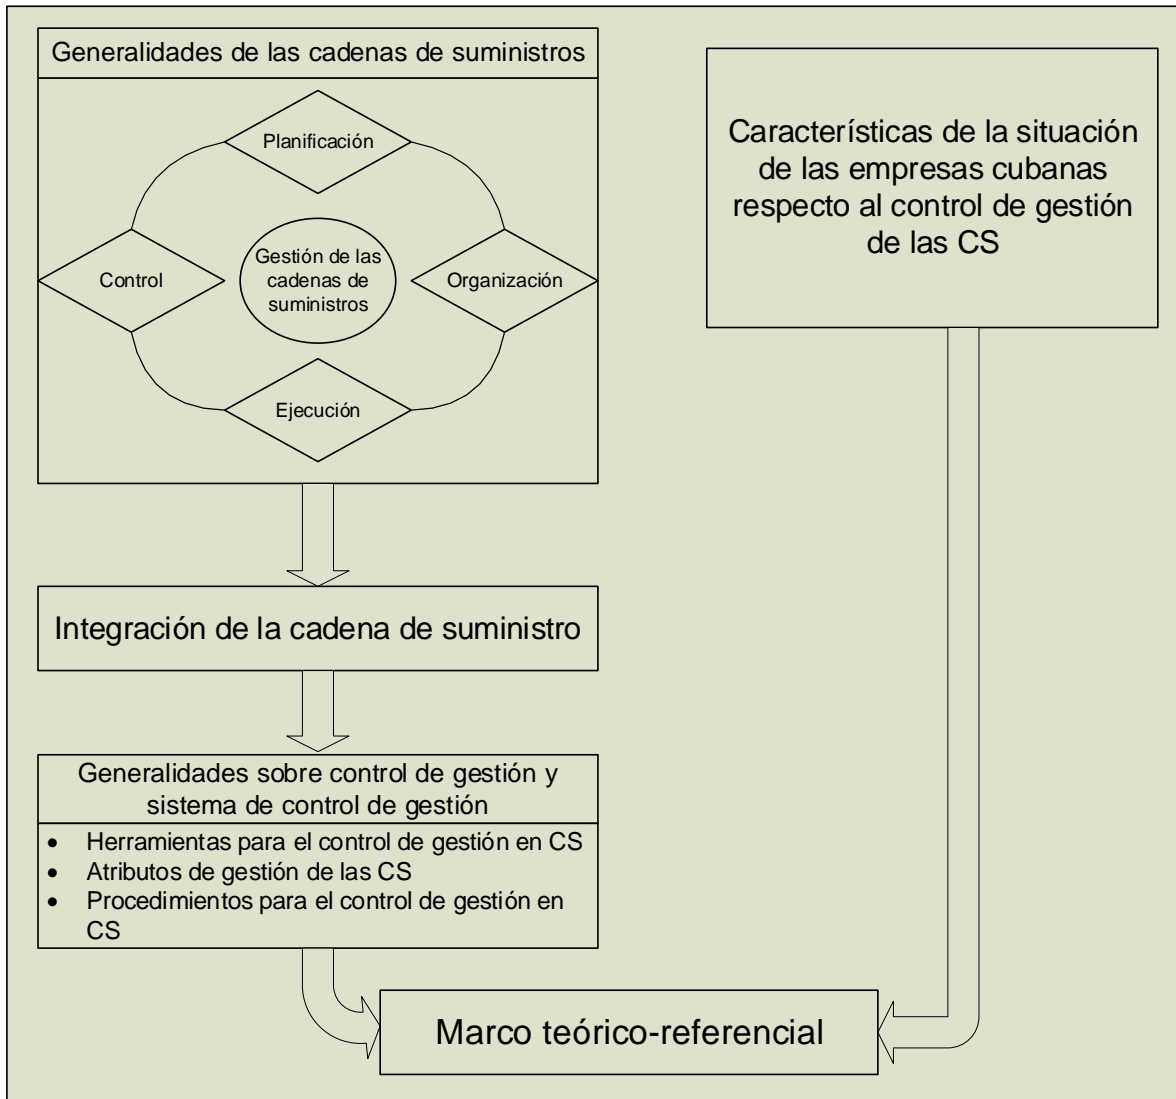 Generalidades de las cadenas de suministros
Planificación
Control
Gestión de las
cadenas de
suministros
Organización
Ejecución
Características de la situación
de las empresas cubanas
respecto al control de gestión
de las CS
Integración de la cadena de suministro
Generalidades sobre control de gestión y
sistema de control de gestión
• Herramientas para el control de gestión en CS
• Atributos de gestión de las CS
• Procedimientos para el control de gestión en
CS
Marco teórico-referencial